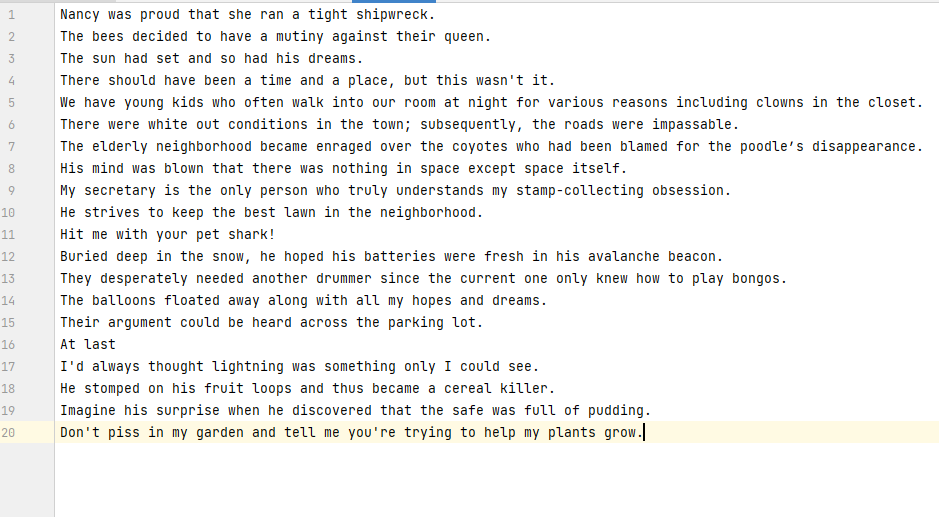 1 Nancy was proud that she ran a tight shipwreck.
2 The bees decided to have a mutiny against their queen.
3 The sun had set and so had his dreams.
4 There should have been a time and a place, but this wasn't it.
5 We have young kids who often walk into our room at night for various reasons including clowns in the closet.
6 There were white out conditions in the town; subsequently, the roads were impassable.
7 The elderly neighborhood became enraged over the coyotes who had been blamed for the poodle’s disappearance.
8 His mind was blown that there was nothing in space except space itself.
9 My secretary is the only person who truly understands my stamp-collecting obsession.
10 He strives to keep the best lawn in the neighborhood.
11 Hit me with your pet shark!
12 Buried deep in the snow, he hoped his batteries were fresh in his avalanche beacon.
13 They desperately needed another drummer since the current one only knew how to play bongos.
14 The balloons floated away along with all my hopes and dreams.
15 Their argument could be heard across the parking lot.
16 At last
17 I'd always thought lightning was something only I could see.
18 He stomped on his fruit loops and thus became a cereal killer.
19 Imagine his surprise when he discovered that the safe was full of pudding.
20 Don't piss in my garden and tell me you're trying to help my plants grow.